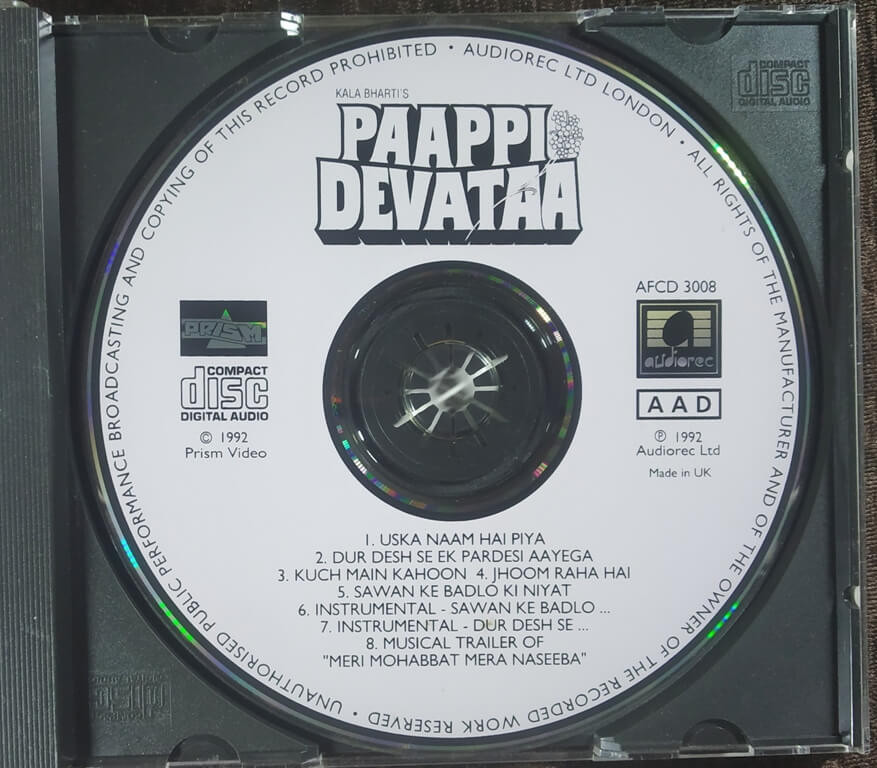 UNAUTHORISED PUBLIC PERFORMANCE BROADCASTING AND COPYING OF THIS RECORD PROHIBITED • AUDIOREC LTD LONDON • ALL RIGHTS OF THE MANUFACTURER AND OF THE OWNER OF THE RECORDED WORK RESERVED •
KALA BHARTI'S
PAAPPI
DEVATAA
COMPACT
disc
DIGITAL AUDIO
PRISM
COMPACT
disc
DIGITAL AUDIO
© 1992
Prism Video
AFCD 3008
audiorec
AAD
℗ 1992
Audiorec Ltd
Made in UK
1. USKA NAAM HAI PIYA
2. DUR DESH SE EK PARDESI AAYEGA
3. KUCH MAIN KAHOON 4. JHOOM RAHA HAI
5. SAWAN KE BADLO KI NIYAT
6. INSTRUMENTAL - SAWAN KE BADLO ...
7. INSTRUMENTAL - DUR DESH SE ...
8. MUSICAL TRAILER OF
"MERI MOHABBAT MERA NASEEBA"
COMPACT
disc
DIGITAL AUDIO